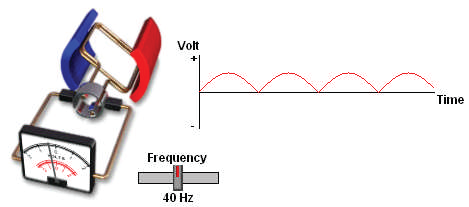 Volt
+
-
Time
VOLTS
Frequency
40 Hz